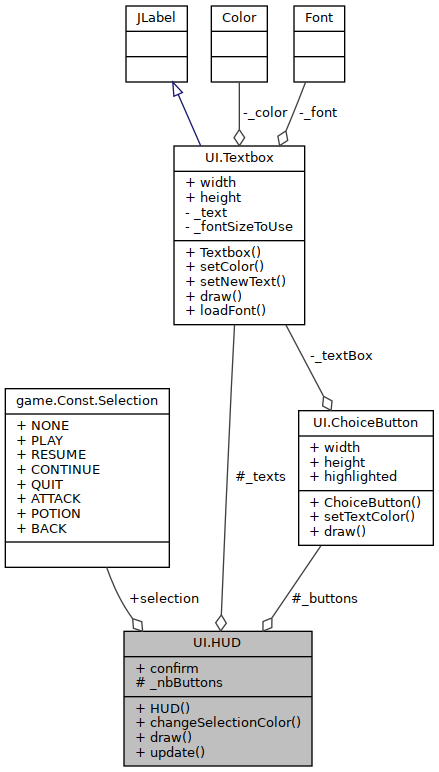 JLabel
Color
Font
-_color
-_font
UI.Textbox
+ width
+ height
- _text
- _fontSizeToUse
+ Textbox()
+ setColor()
+ setNewText()
+ draw()
+ loadFont()
-_textBox
game.Const.Selection
+ NONE
+ PLAY
+ RESUME
+ CONTINUE
+ QUIT
+ ATTACK
+ POTION
+ BACK
#_texts
UI.ChoiceButton
+ width
+ height
+ highlighted
+ ChoiceButton()
+ setTextColor()
+ draw()
+selection
#_buttons
UI.HUD
+ confirm
# _nbButtons
+ HUD()
+ changeSelectionColor()
+ draw()
+ update()